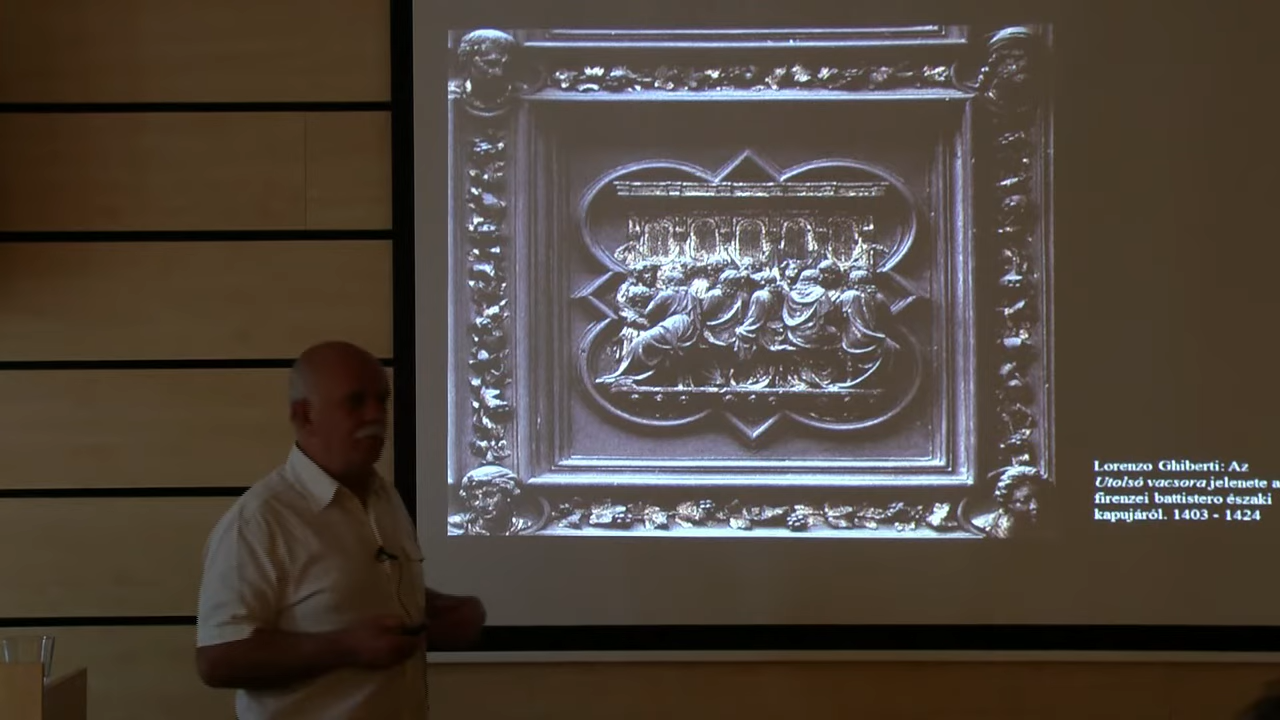 Lorenzo Ghiberti: Az
Utolsó vacsora jelenete a
firenzei battistero északi
kapujáról. 1403 - 1424